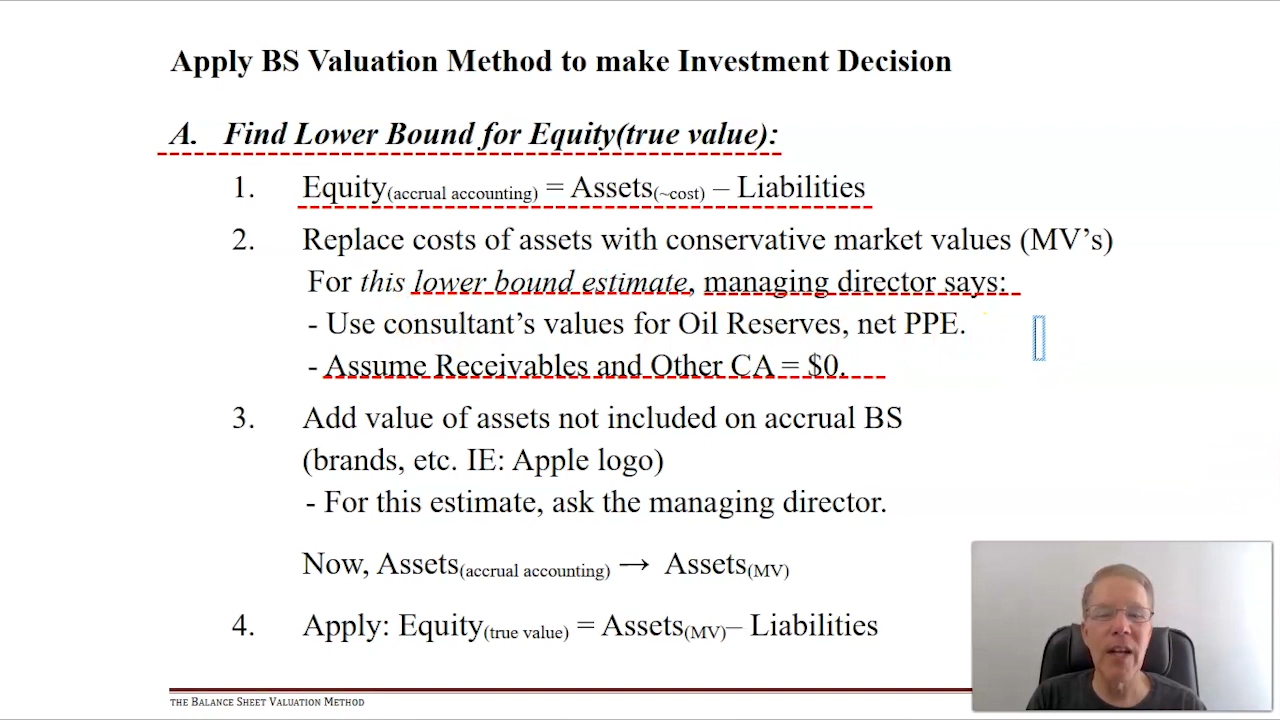 Apply BS Valuation Method to make Investment Decision
A. Find Lower Bound for Equity(true value):
1. Equity(accrual accounting) = Assets(~cost) – Liabilities
2. Replace costs of assets with conservative market values (MV’s)
For this lower bound estimate, managing director says:
- Use consultant’s values for Oil Reserves, net PPE.
- Assume Receivables and Other CA = $0.
3. Add value of assets not included on accrual BS
(brands, etc. IE: Apple logo)
- For this estimate, ask the managing director.
Now, Assets(accrual accounting) → Assets(MV)
4. Apply: Equity(true value) = Assets(MV)– Liabilities
THE BALANCE SHEET VALUATION METHOD